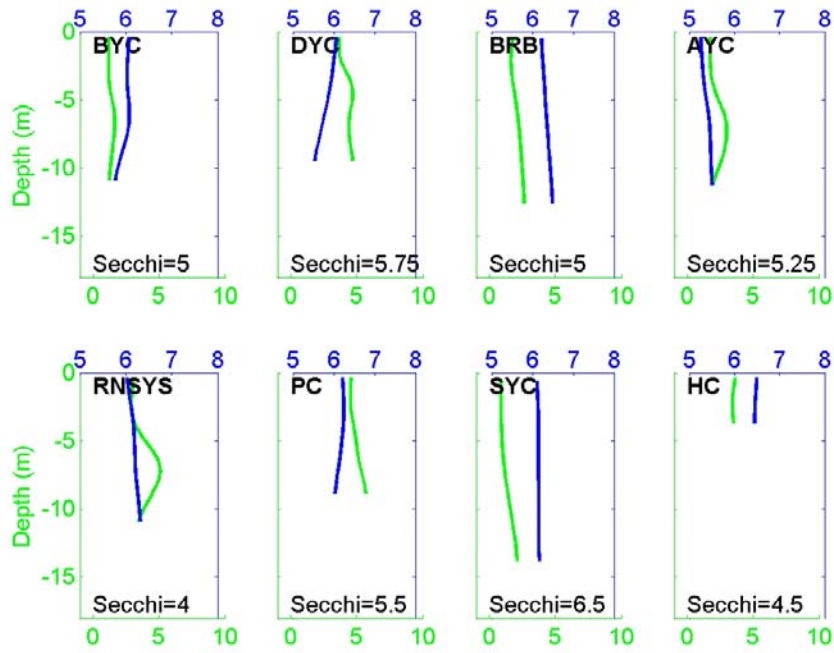 5 6 7 8 5 6 7 8 5 6 7 8 5 6 7 8
0 BYC DYC BRB AYC
-5
Depth (m)
-10
-15
Secchi=5 Secchi=5.75 Secchi=5 Secchi=5.25
0 5 10 0 5 10 0 5 10 0 5 10
5 6 7 8 5 6 7 8 5 6 7 8 5 6 7 8
0 RNSYS PC SYC HC
-5
Depth (m)
-10
-15
Secchi=4 Secchi=5.5 Secchi=6.5 Secchi=4.5
0 5 10 0 5 10 0 5 10 0 5 10